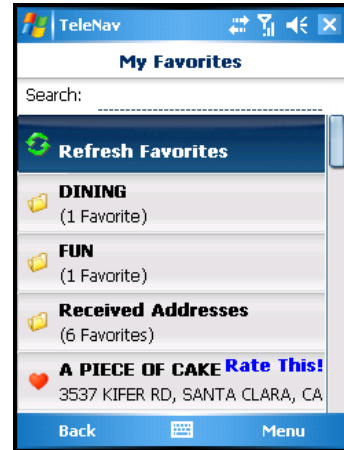 TeleNav
My Favorites
Search:
Refresh Favorites
DINING
(1 Favorite)
FUN
(1 Favorite)
Received Addresses
(6 Favorites)
A PIECE OF CAKE Rate This!
3537 KIFER RD, SANTA CLARA, CA
Back Menu